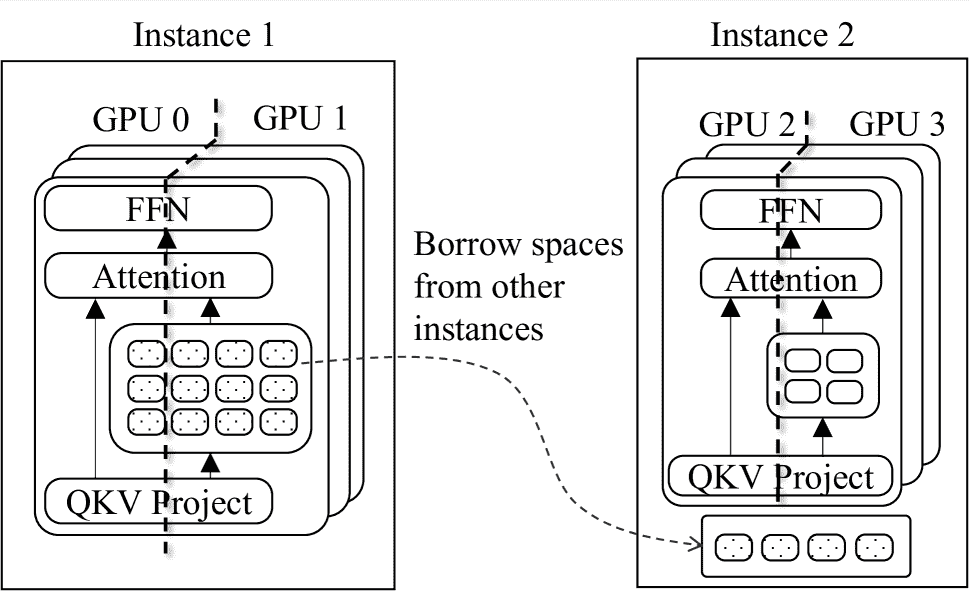 Instance 1
Instance 2
GPU 0
GPU 1
GPU 2
GPU 3
FFN
FFN
Attention
Attention
Borrow spaces
from other
instances
QKV Project
QKV Project